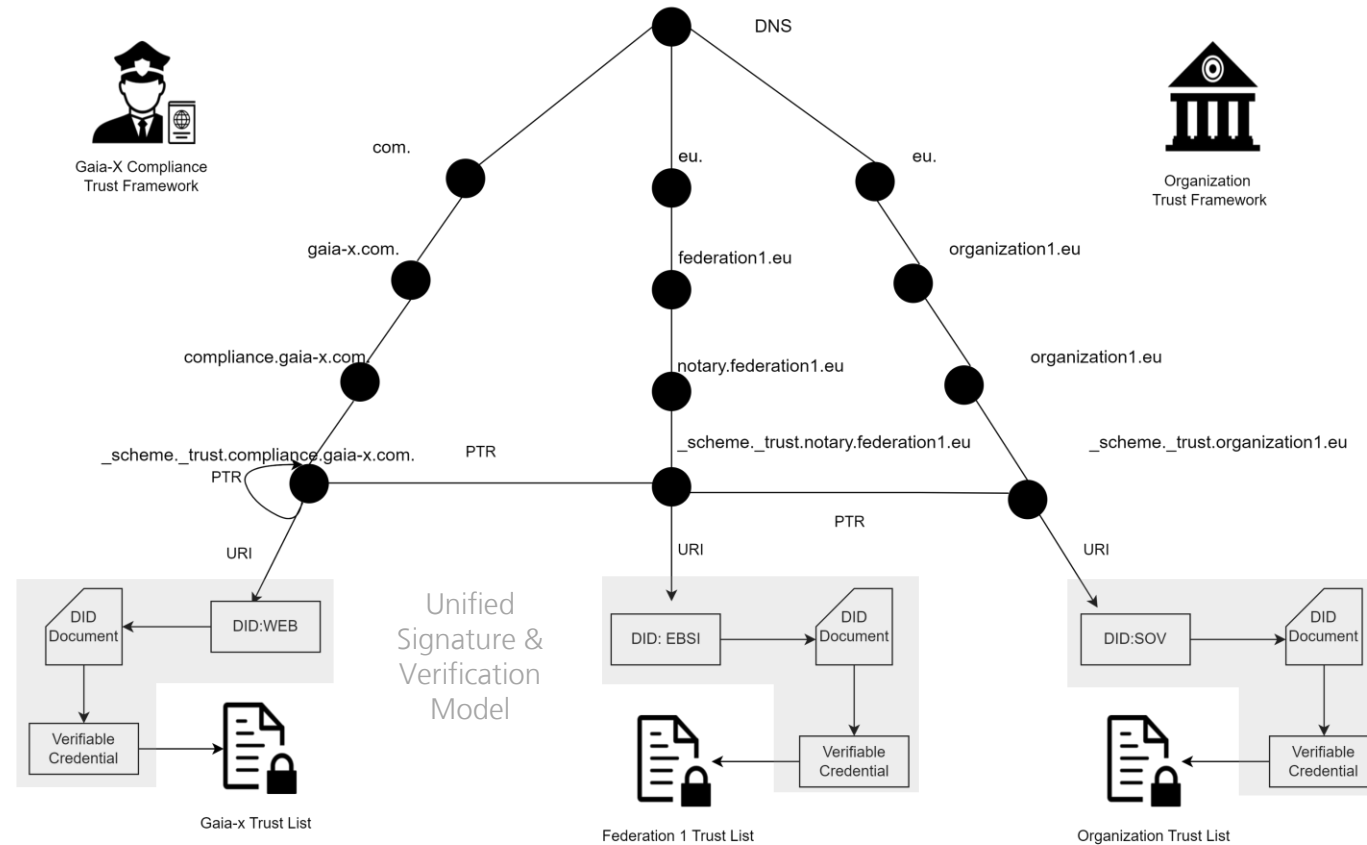 DNS
Gaia-X Compliance
Trust Framework
Organization
Trust Framework
com.
eu.
eu.
gaia-x.com.
federation1.eu
organization1.eu
compliance.gaia-x.com.
notary.federation1.eu
organization1.eu
_scheme._trust.compliance.gaia-x.com.
PTR
_scheme._trust.notary.federation1.eu
_scheme._trust.organization1.eu
PTR
PTR
URI
URI
URI
DID
Document
DID:WEB
Verifiable
Credential
Gaia-x Trust List
Unified
Signature &
Verification
Model
DID: EBSI
DID
Document
Verifiable
Credential
Federation 1 Trust List
DID:SOV
DID
Document
Verifiable
Credential
Organization Trust List